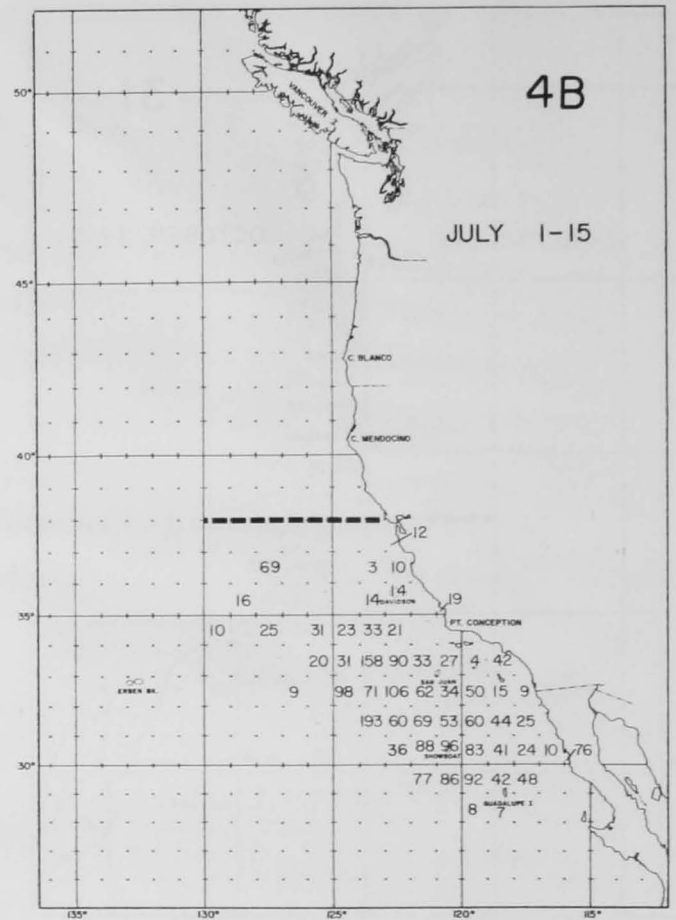 4B
50°
VANCOUVER I.
JULY 1-15
45°
C. BLANCO
C. MENDOCINO
40°
12
69 3 10
14
16 14 DAVIDSON 19
35°
PT. CONCEPTION
10 25 31 23 33 21
20 31 158 90 33 27 4 42
SAN JUAN
ERBEN BK.
9 98 71 106 62 34 50 15 9
193 60 69 53 60 44 25
36 88 96 83 41 24 10 76
SHOWBOAT
30°
77 86 92 42 48
GUADALUPE I.
8 7
135° 130° 125° 120° 115°